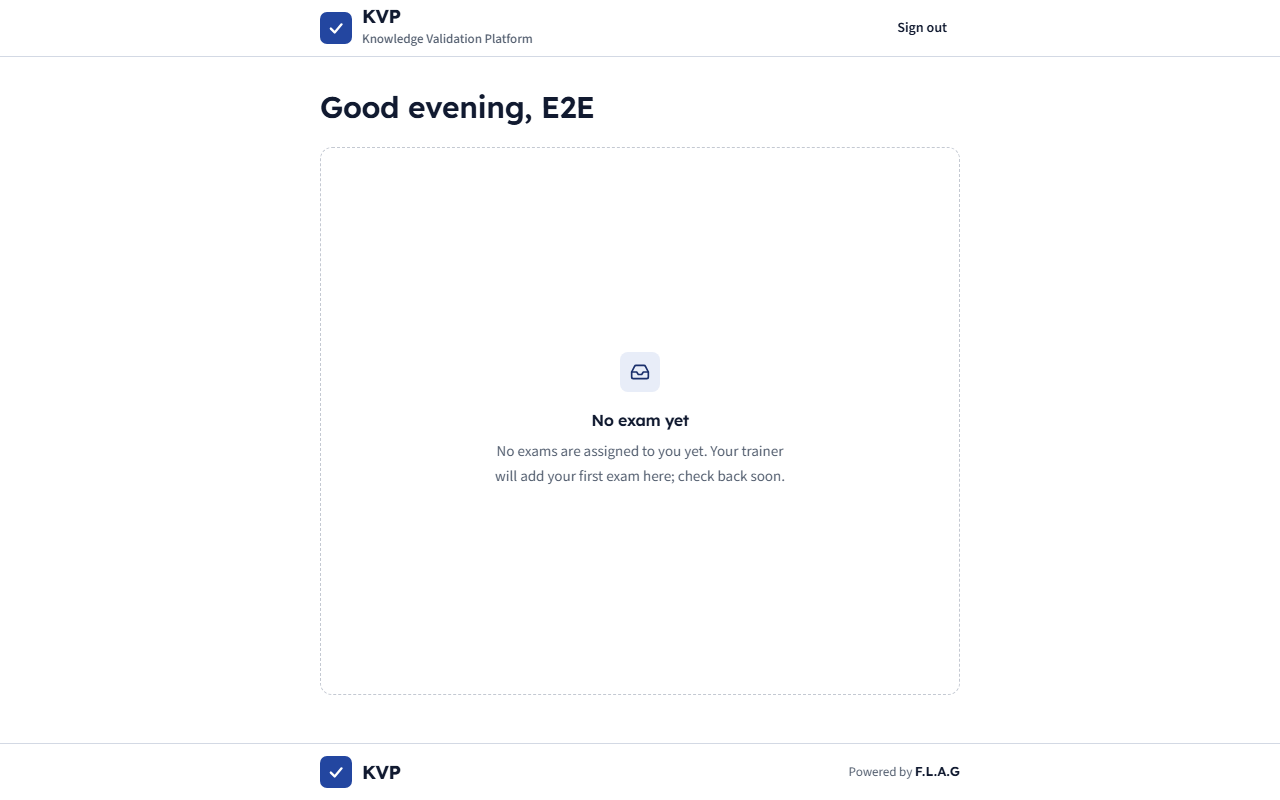 KVP
Knowledge Validation Platform
Sign out
Good evening, E2E
No exam yet
No exams are assigned to you yet. Your trainer
will add your first exam here; check back soon.
KVP
Powered by F.L.A.G